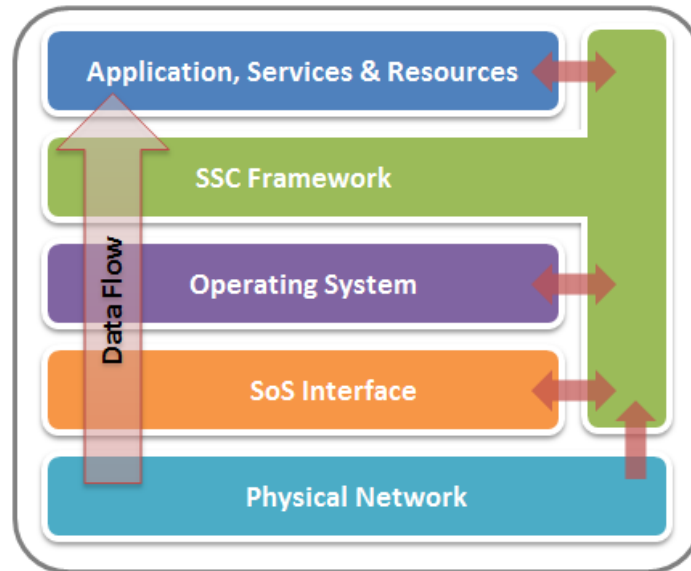 Application, Services & Resources
SSC Framework
Operating System
SoS Interface
Physical Network
Data Flow